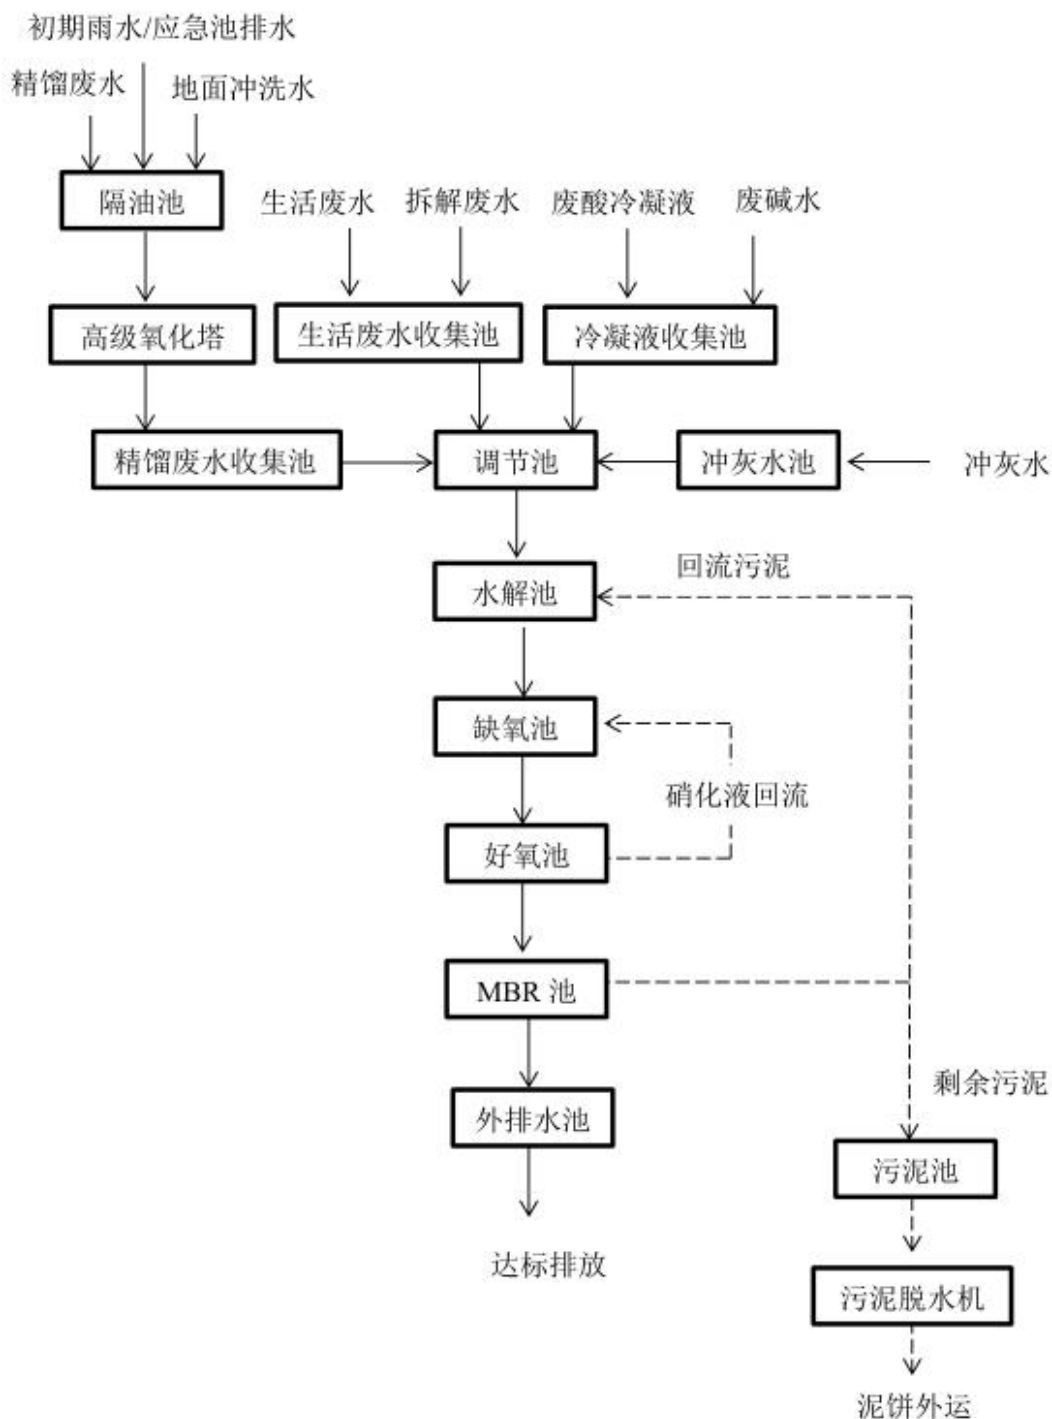 初期雨水/应急池排水
精馏废水
地面冲洗水
隔油池
生活废水
拆解废水
废酸冷凝液
废碱水
高级氧化塔
生活废水收集池
冷凝液收集池
精馏废水收集池
调节池
冲灰水池
冲灰水
回流污泥
水解池
缺氧池
硝化液回流
好氧池
MBR 池
剩余污泥
外排水池
污泥池
达标排放
污泥脱水机
泥饼外运